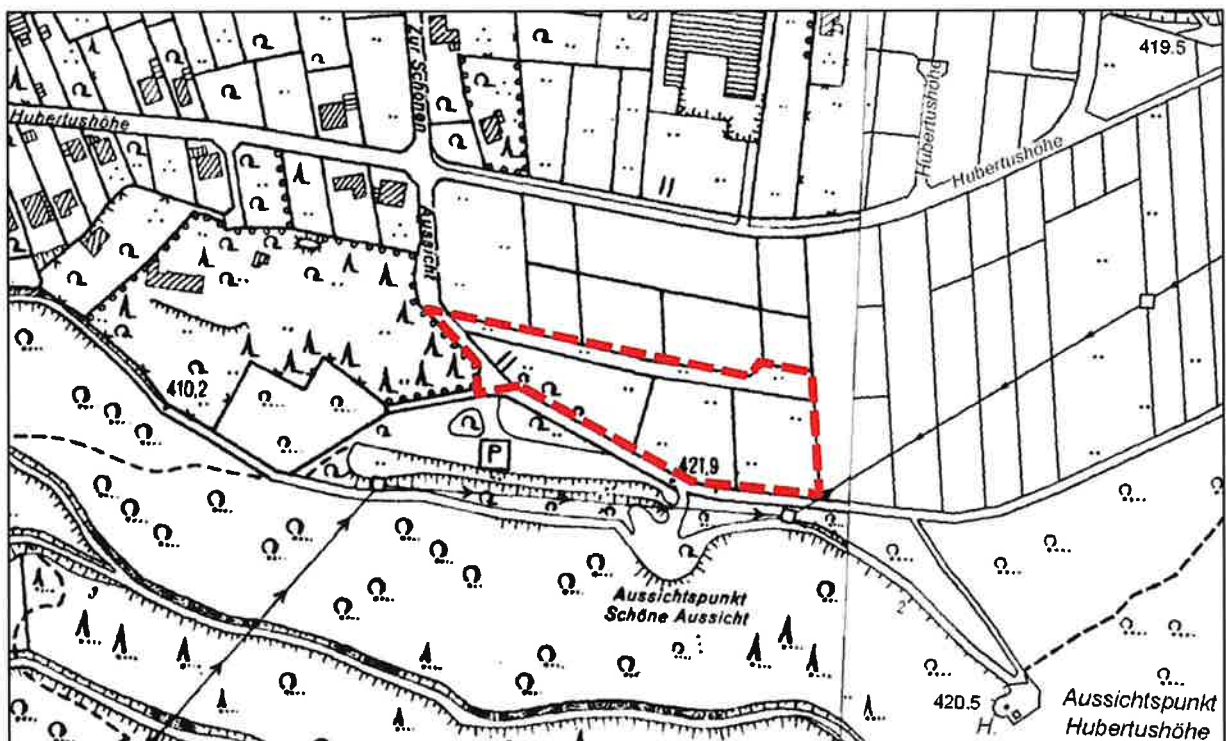 419.5
Zur Schönen
Hubertushöhe
Hubertushöhe
Hubertushöhe
Aussicht
410,2
P
421,9
Aussichtspunkt
Schöne Aussicht
2
420.5
H.
Aussichtspunkt
Hubertushöhe